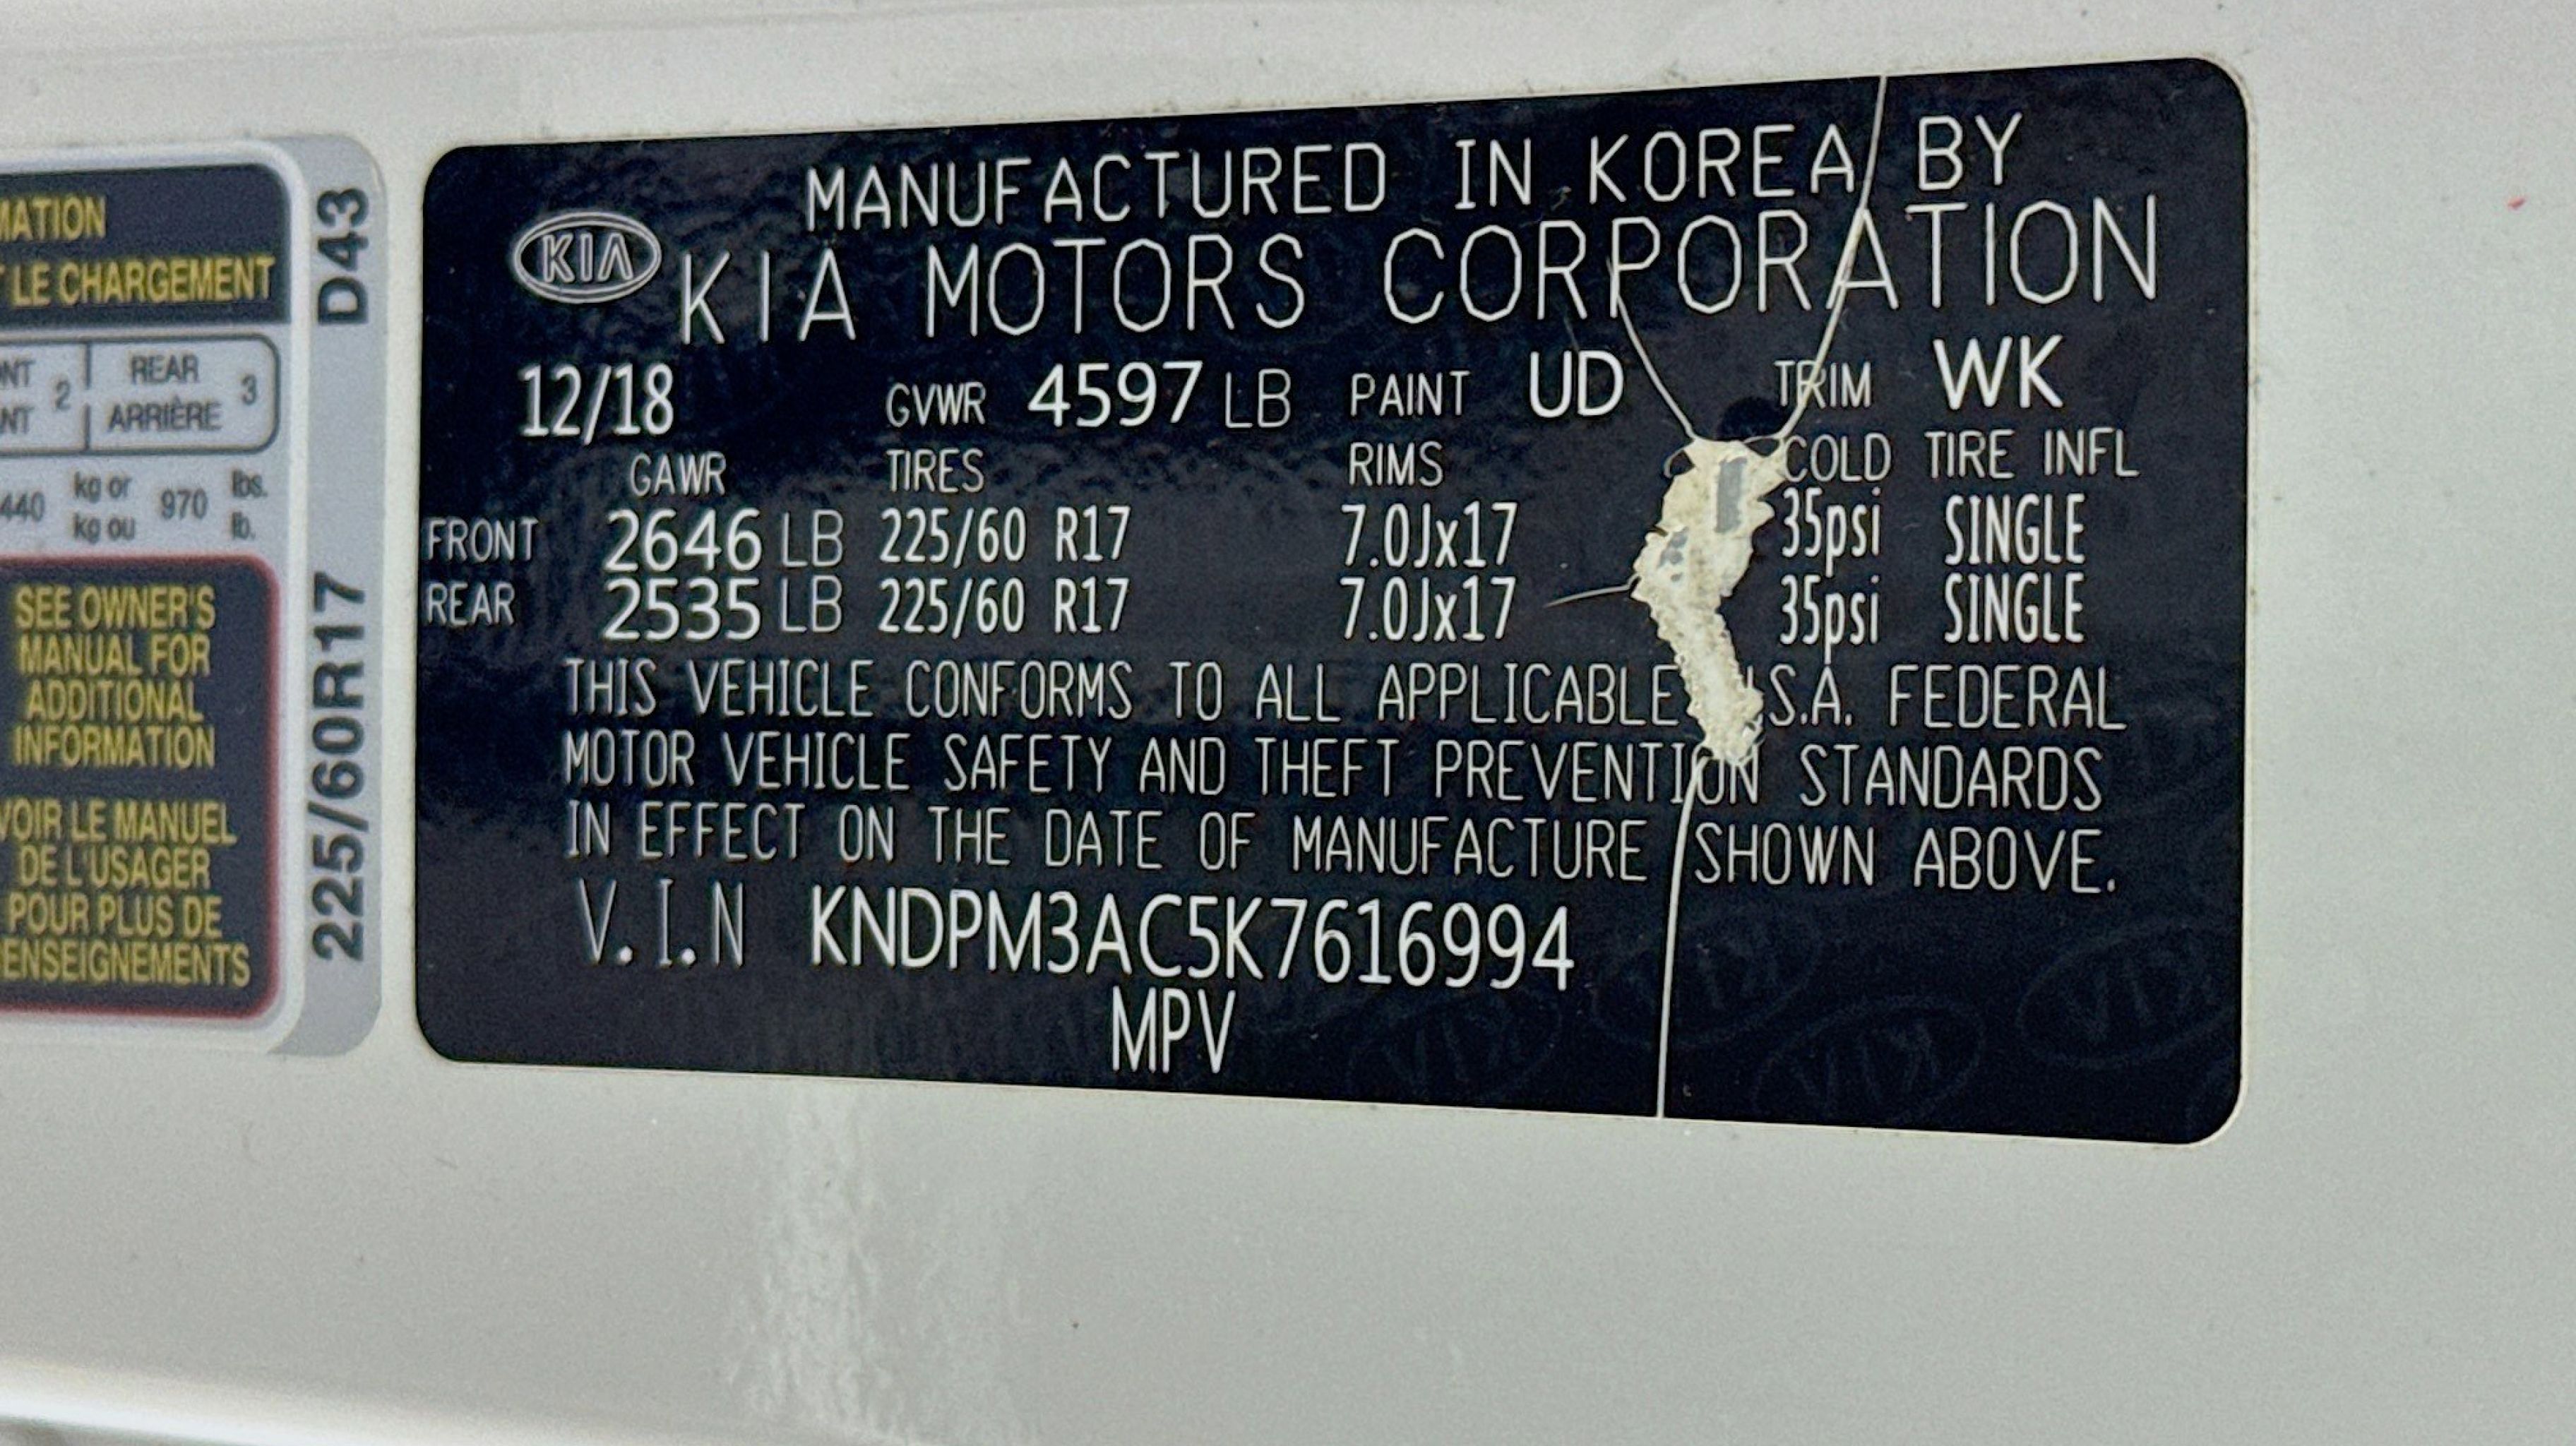 MATION
LE CHARGEMENT
2 REAR 3
ARRIÈRE
440 kg or 970 lbs.
kg ou lb.
SEE OWNER'S
MANUAL FOR
ADDITIONAL
INFORMATION
VOIR LE MANUEL
DE L'USAGER
POUR PLUS DE
ENSEIGNEMENTS
D43
225/60R17
MANUFACTURED IN KOREA BY
KIA KIA MOTORS CORPORATION
12/18 GVWR 4597 LB PAINT UD TRIM WK
GAWR TIRES RIMS COLD TIRE INFL
FRONT 2646 LB 225/60 R17 7.0Jx17 35psi SINGLE
REAR 2535 LB 225/60 R17 7.0Jx17 35psi SINGLE
THIS VEHICLE CONFORMS TO ALL APPLICABLE S.A. FEDERAL
MOTOR VEHICLE SAFETY AND THEFT PREVENTION STANDARDS
IN EFFECT ON THE DATE OF MANUFACTURE SHOWN ABOVE.
V.I.N KNDPM3AC5K7616994
MPV